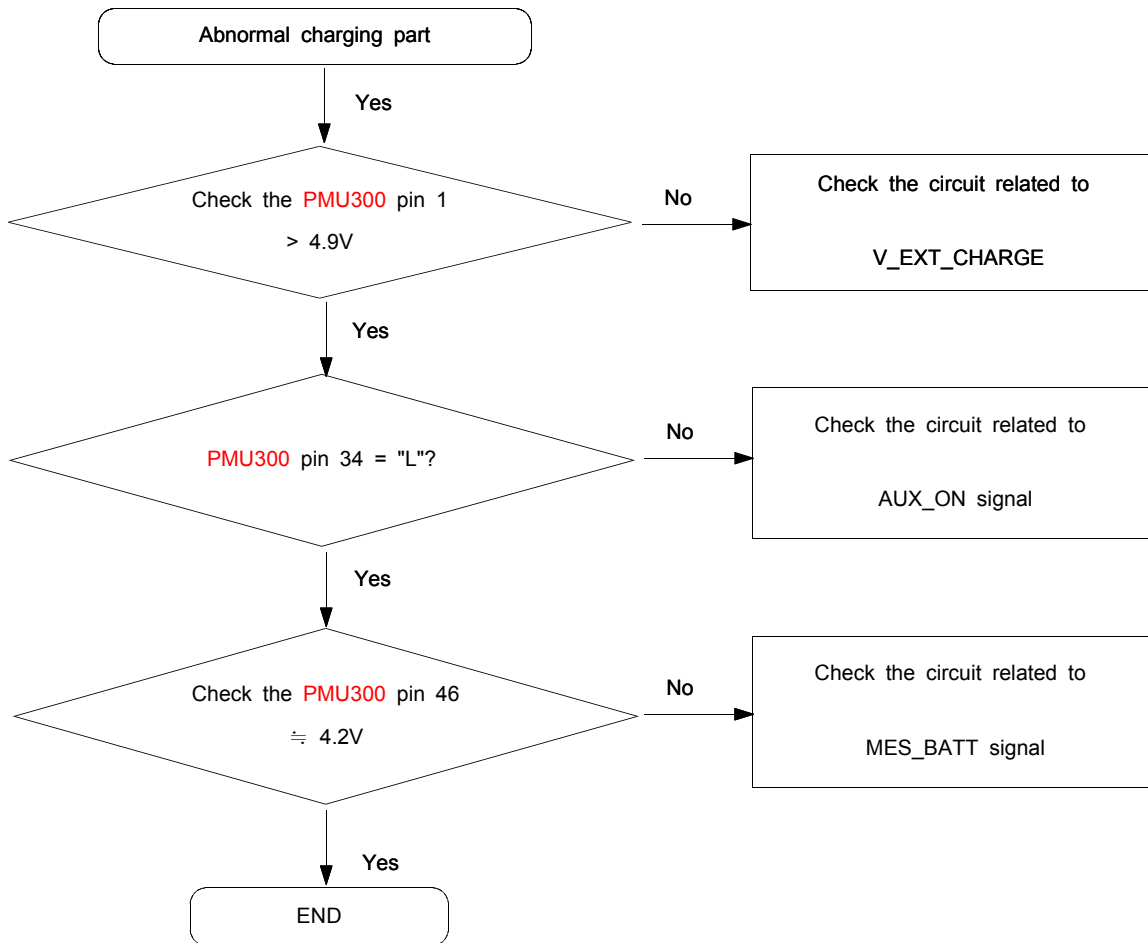 Abnormal charging part
Yes
Check the PMU300 pin 1
> 4.9V
No
Check the circuit related to
V_EXT_CHARGE
Yes
PMU300 pin 34 = "L"?
No
Check the circuit related to
AUX_ON signal
Yes
Check the PMU300 pin 46
≒ 4.2V
No
Check the circuit related to
MES_BATT signal
Yes
END